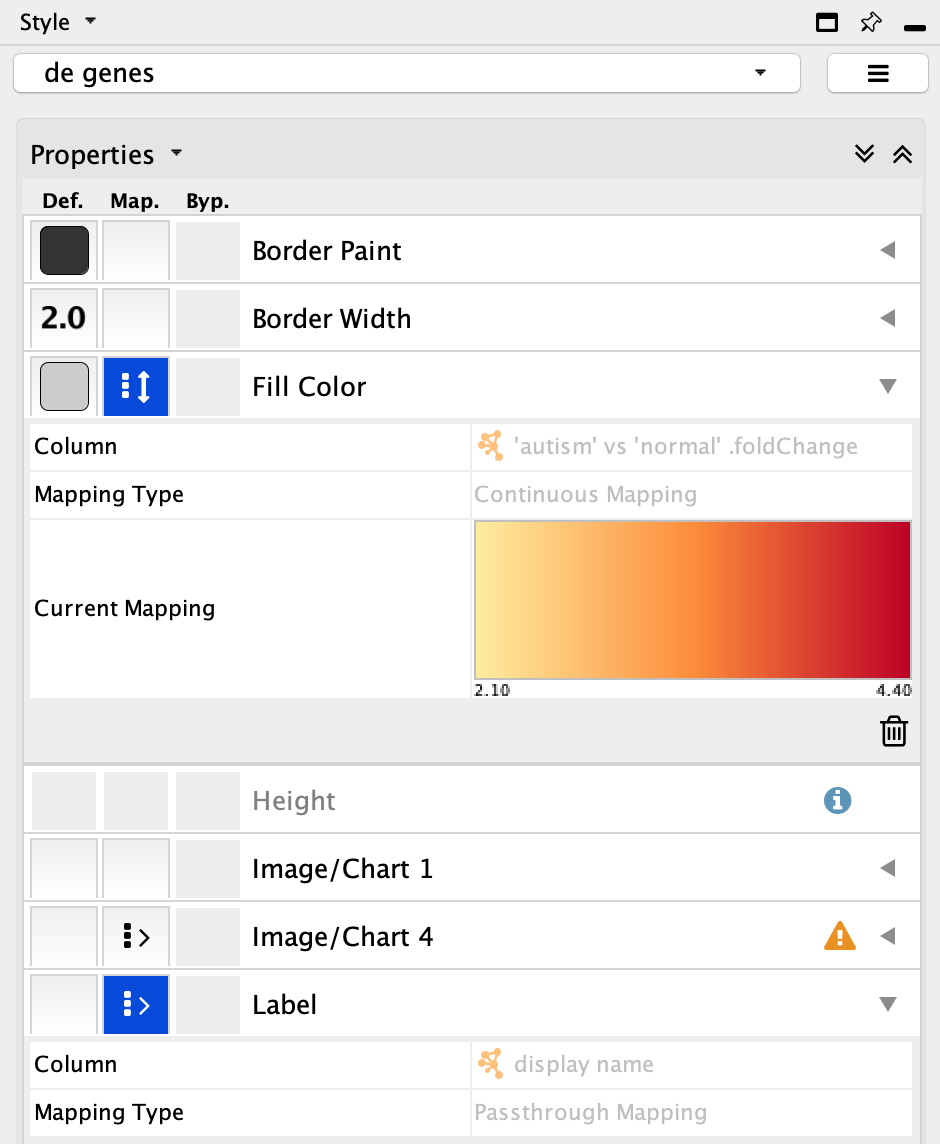 Style
de genes
Properties
Def. Map. Byp.
Border Paint
2.0 Border Width
Fill Color
Column 'autism' vs 'normal' .foldChange
Mapping Type Continuous Mapping
Current Mapping
2.10 4.40
Height
Image/Chart 1
Image/Chart 4
Label
Column display name
Mapping Type Passthrough Mapping